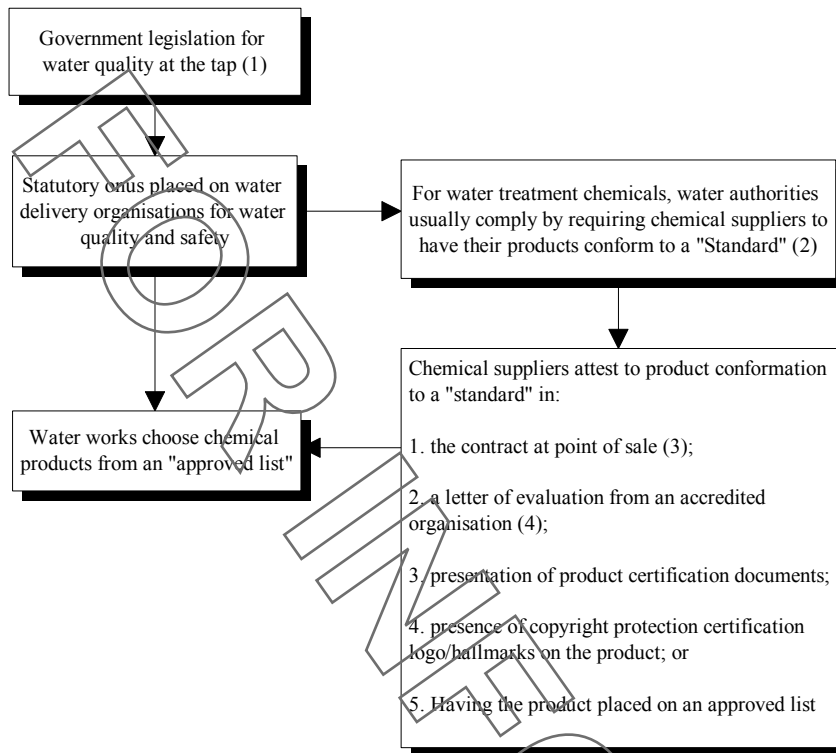 Government legislation for
water quality at the tap (1)
Statutory onus placed on water
delivery organisations for water
quality and safety
For water treatment chemicals, water authorities
usually comply by requiring chemical suppliers to
have their products conform to a "Standard" (2)
Chemical suppliers attest to product conformation
to a "standard" in:
1. the contract at point of sale (3);
2. a letter of evaluation from an accredited
organisation (4);
3. presentation of product certification documents;
4. presence of copyright protection certification
logo/hallmarks on the product; or
5. Having the product placed on an approved list
Water works choose chemical
products from an "approved list"
FOR INFO